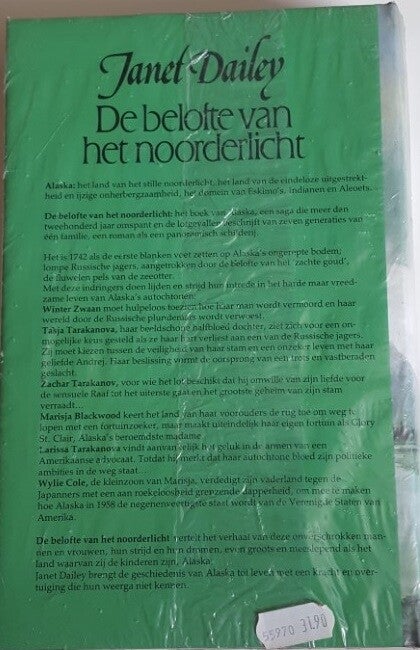 Janet Dailey
De belofte van
het noorderlicht
Alaska: het land van het stille noorderlicht, het land van de eindeloze uitgestrekt-
heid en ijzige onherbergzaamheid, het domein van Eskimo's, Indianen en Aleoets.
De belofte van het noorderlicht: het boek van Alaska, een saga die meer den
tweehonderd jaar omspant en de lotgevallen beschrijft van zeven generaties van
één familie, een roman als een panoramisch schilderij.
Het is 1742 als de eerste blanken voet zetten op Alaska's ongerepte bodem;
lompe Russische jagers, aangetrokken door de belofte van het 'zachte goud',
de fluwelen pels van de zeeotter.
Met deze indringers doen lijden en strijd hun intrede in het harde maar vreed-
zame leven van Alaska's autochtonen:
Winter Zwaan moet hulpeloos toezien hoe haar man wordt vermoord en haar
wereld door de Russische plunderaars wordt verwoest.
Tasja Tarakanova, haar beeldschone halfbloed dochter, ziet zich voor een on-
mogelijke keus gesteld als ze haar hart verliest aan een van de Russische jagers.
Zij moet kiezen tussen de veiligheid van haar stam en een onzeker leven met haar
geliefde Andrej. Haar beslissing vormt de oorsprong van een trots en vastberaden
geslacht.
Zachar Tarakanov, voor wie het lot beschikt dat hij omwille van zijn liefde voor
de sensuele Raaf tot het uiterste gaat en het grootste geheim van zijn stam
verraadt...
Marisja Blackwood keert het land van haar voorouders de rug toe om weg te
lopen met een fortuinzoeker, maar maakt uiteindelijk haar eigen fortuin als Glory
St. Clair, Alaska's beroemdste madame.
Larissa Tarakanova vindt aanvankelijk het geluk in de armen van een
Amerikaanse advocaat. Totdat hij merkt dat haar autochtone bloed zijn politieke
ambities in de weg staat...
Wylie Cole, de kleinzoon van Marisja, verdedigt zijn vaderland tegen de
Japanners met een aan roekeloosheid grenzende dapperheid, om mee te maken
hoe Alaska in 1958 de negenenveertigste staat wordt van de Verenigde Staten van
Amerika.
De belofte van het noorderlicht vertelt het verhaal van deze onverschrokken man-
nen en vrouwen, hun strijd en hun dromen, even groots en meeslepend als het
land waarvan zij de kinderen zijn, Alaska.
Janet Dailey brengt de geschiedenis van Alaska tot leven met een kracht en over-
tuiging die hun weerga niet kennen.
55970 31,90